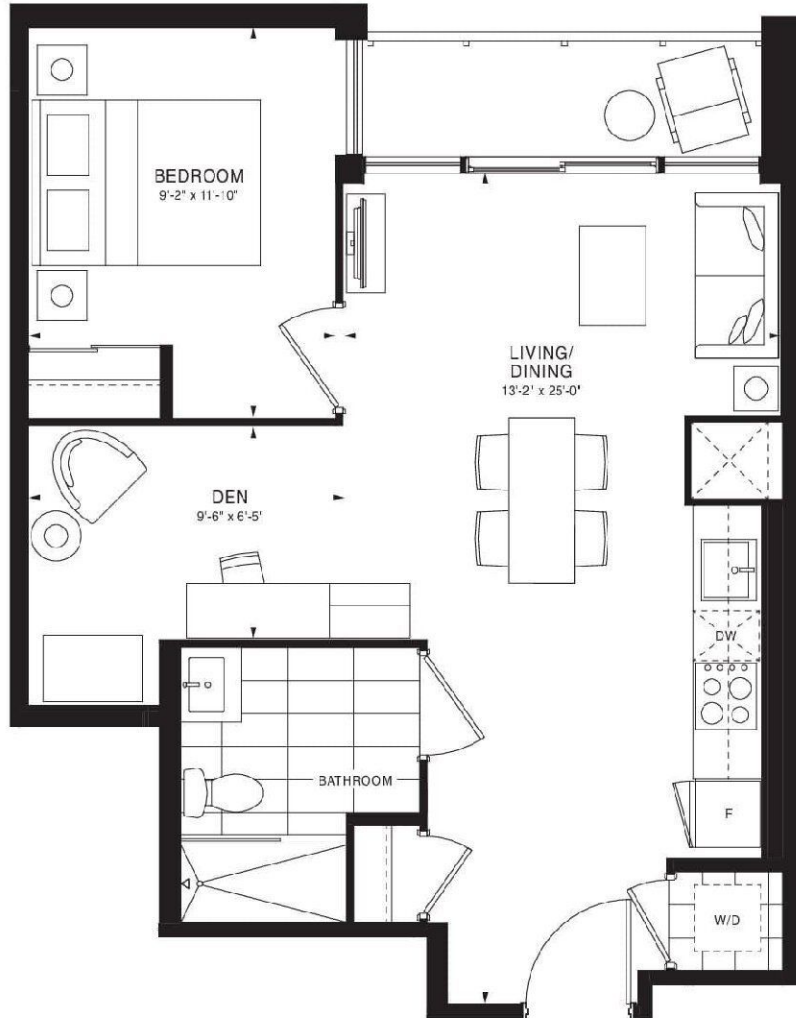 BEDROOM
9'-2" x 11'-10"
LIVING/
DINING
13'-2" x 25'-0"
DEN
9'-6" x 6'-5"
DW
BATHROOM
F
W/D